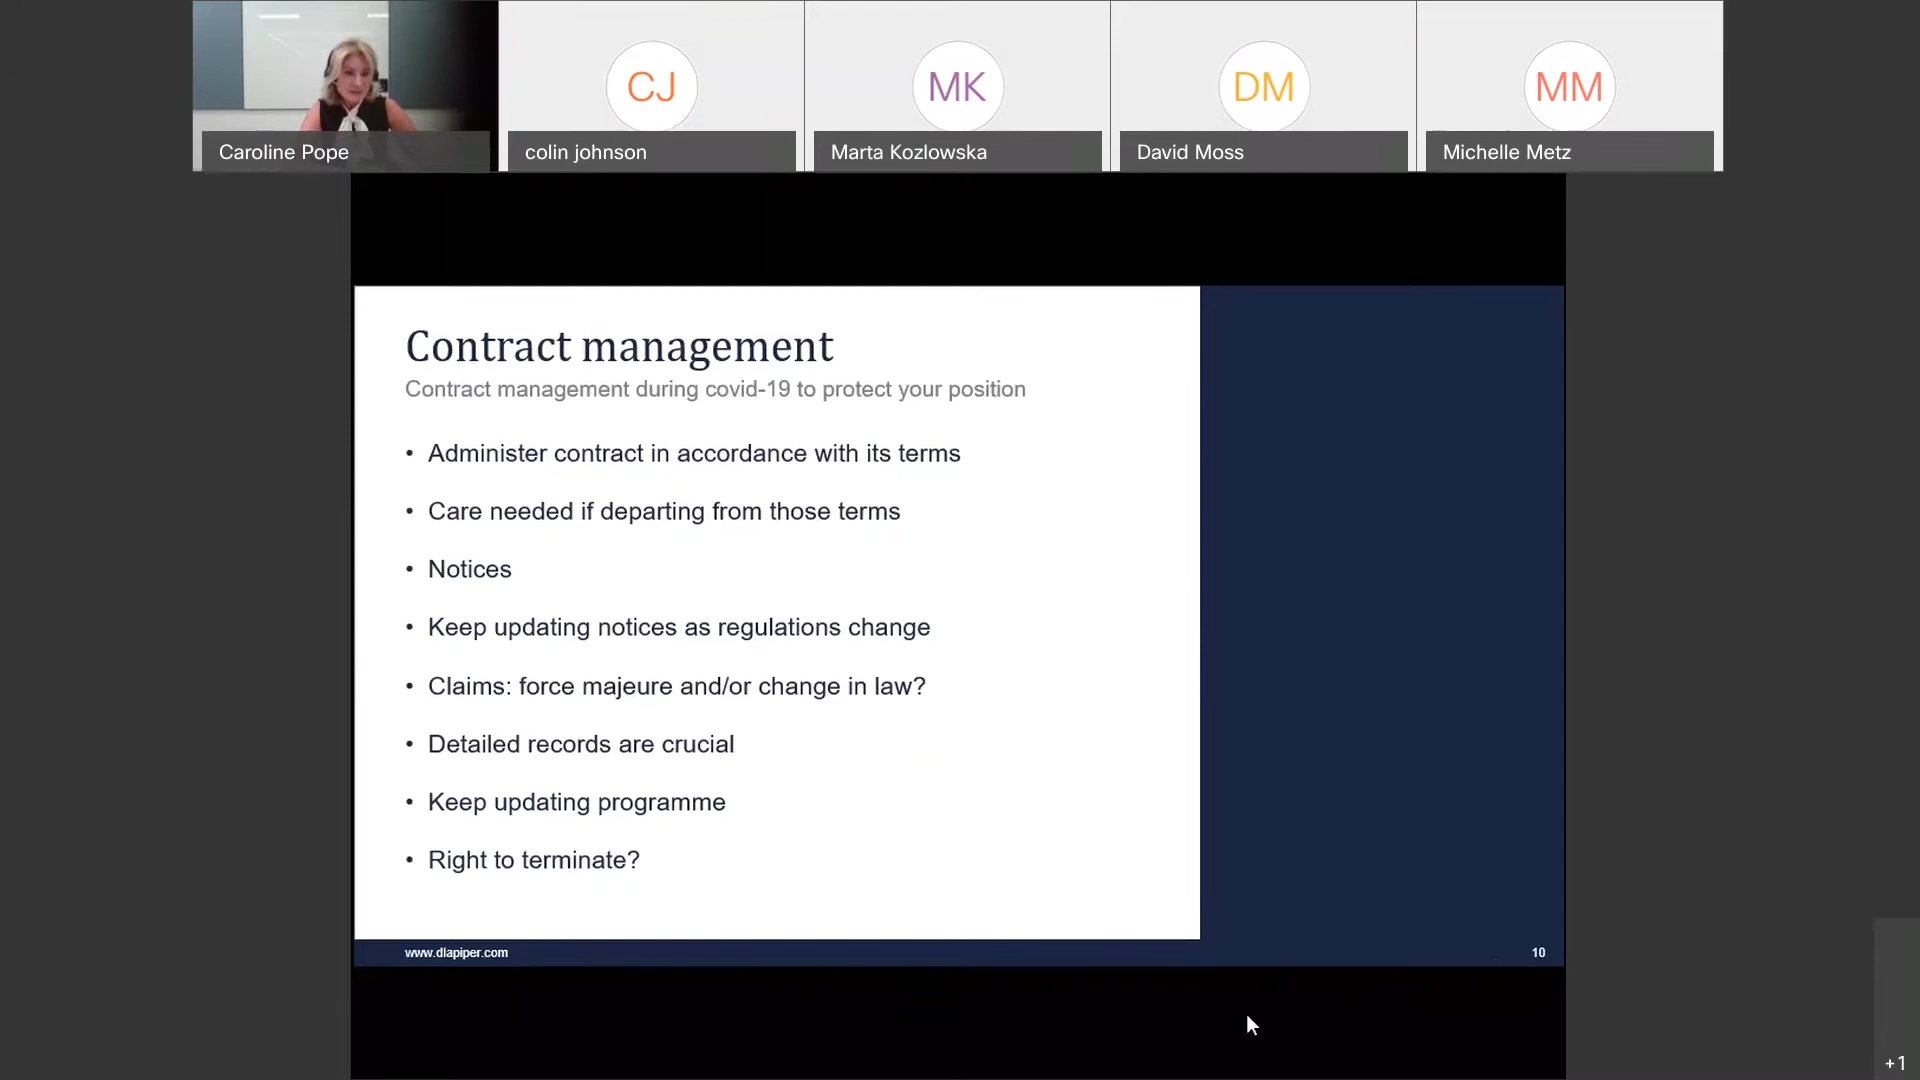 CJ
MK
DM
MM
Caroline Pope
colin johnson
Marta Kozlowska
David Moss
Michelle Metz
Contract management
Contract management during covid-19 to protect your position
• Administer contract in accordance with its terms
• Care needed if departing from those terms
• Notices
• Keep updating notices as regulations change
• Claims: force majeure and/or change in law?
• Detailed records are crucial
• Keep updating programme
• Right to terminate?
www.dlapiper.com
10
+1